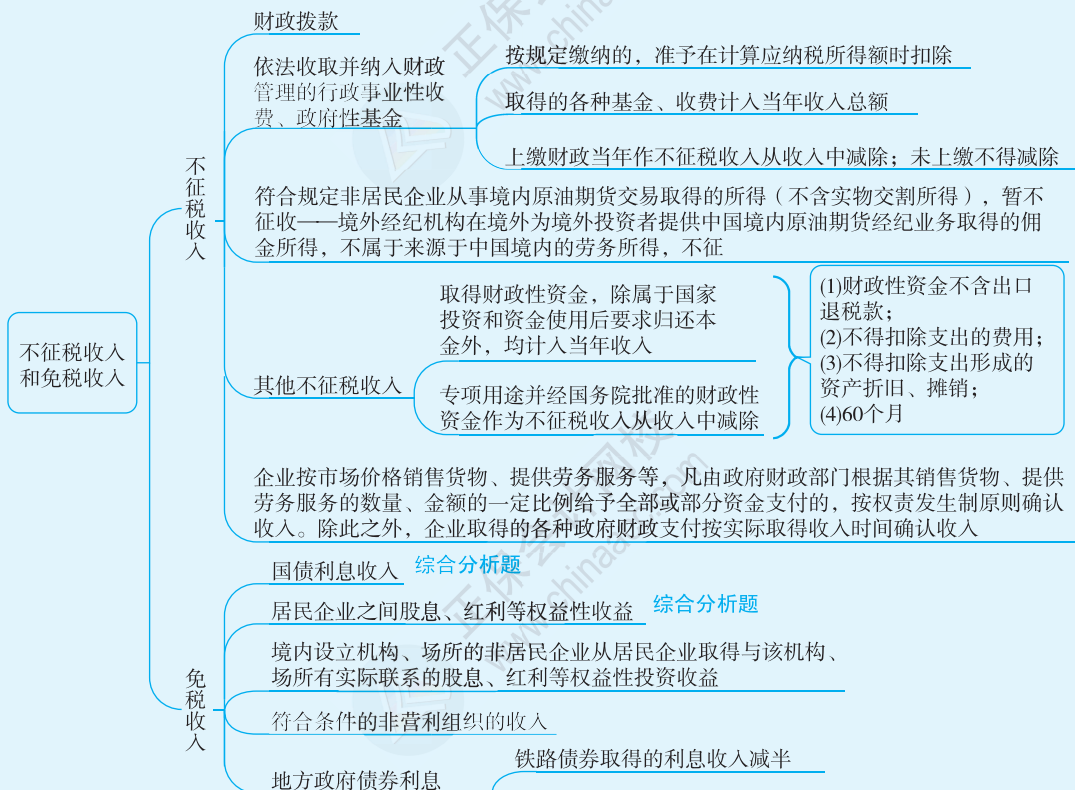 不征税收入
和免税收入
不征税收入
财政拨款
依法收取并纳入财政
管理的行政事业性收
费、政府性基金
按规定缴纳的，准予在计算应纳税所得额时扣除
取得的各种基金、收费计入当年收入总额
上缴财政当年作不征税收入从收入中减除；未上缴不得减除
符合规定非居民企业从事境内原油期货交易取得的所得（不含实物交割所得），暂不
征收——境外经纪机构在境外为境外投资者提供中国境内原油期货经纪业务取得的佣
金所得，不属于来源于中国境内的劳务所得，不征
其他不征税收入
取得财政性资金，除属于国家
投资和资金使用后要求归还本
金外，均计入当年收入
专项用途并经国务院批准的财政性
资金作为不征税收入从收入中减除
(1)财政性资金不含出口
退税款；
(2)不得扣除支出的费用；
(3)不得扣除支出形成的
资产折旧、摊销；
(4)60个月
企业按市场价格销售货物、提供劳务服务等，凡由政府财政部门根据其销售货物、提供
劳务服务的数量、金额的一定比例给予全部或部分资金支付的，按权责发生制原则确认
收入。除此之外，企业取得的各种政府财政支付按实际取得收入时间确认收入
免税收入
国债利息收入 综合分析题
居民企业之间股息、红利等权益性收益 综合分析题
境内设立机构、场所的非居民企业从居民企业取得与该机构、
场所有实际联系的股息、红利等权益性投资收益
符合条件的非营利组织的收入
地方政府债券利息
铁路债券取得的利息收入减半